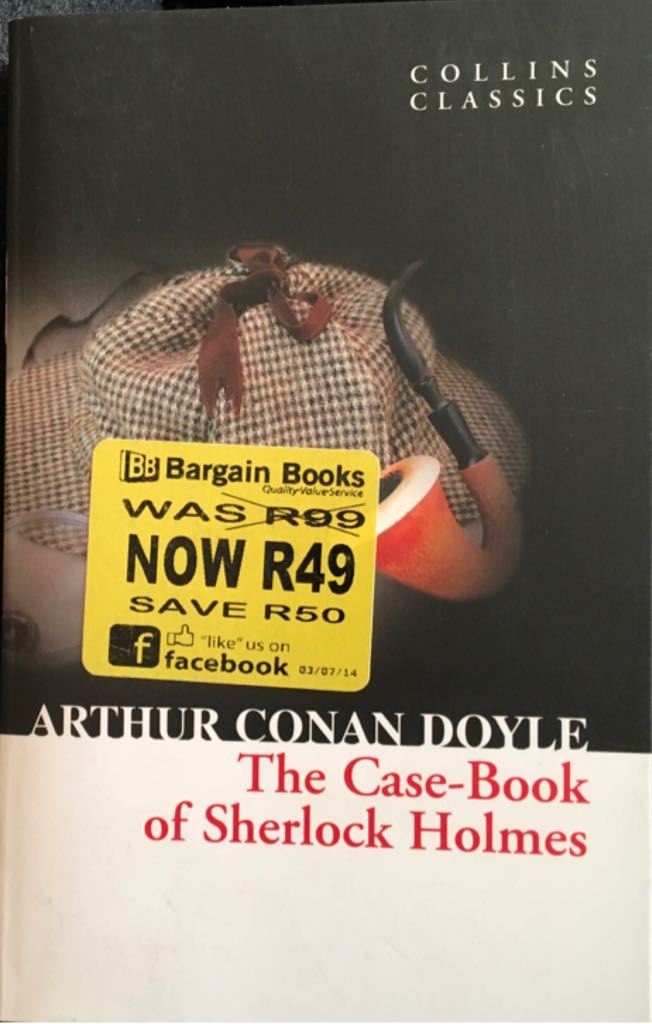 COLLINS
CLASSICS
BB Bargain Books
Quality-Value-Service
WAS R99
NOW R49
SAVE R50
f "like" us on
facebook 03/07/14
ARTHUR CONAN DOYLE
The Case-Book
of Sherlock Holmes